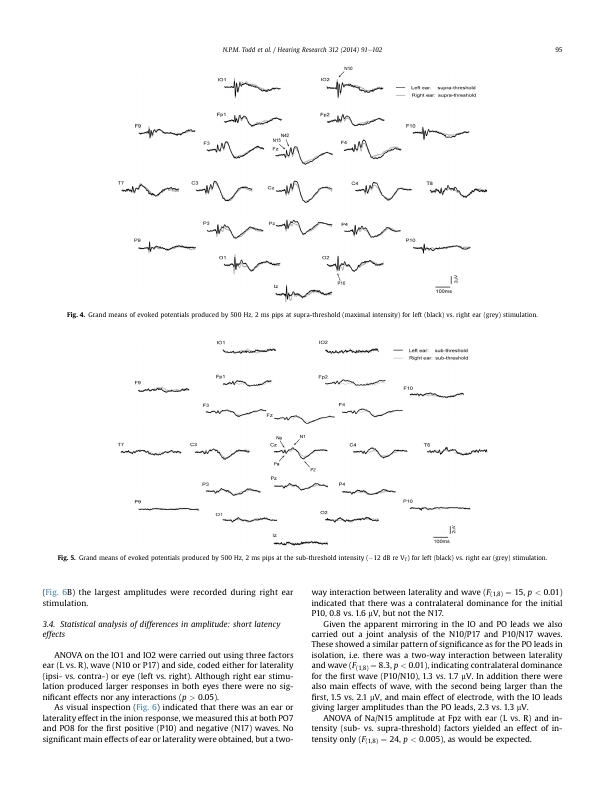 N.P.M. Todd et al. / Hearing Research 312 (2014) 91–102
95
N10
IO1
IO2
Left ear: supra-threshold
Right ear: supra-threshold
Fp1
Fp2
F9
F10
N42
N15
F3
Fz
F4
T7
C3
Cz
C4
T8
P3
Pz
P4
P9
P10
O1
O2
P10
Iz
2uV
100ms
Fig. 4. Grand means of evoked potentials produced by 500 Hz, 2 ms pips at supra-threshold (maximal intensity) for left (black) vs. right ear (grey) stimulation.
IO1
IO2
Left ear: sub-threshold
Right ear: sub-threshold
Fp1
Fp2
F9
F10
F3
Fz
F4
Na
N1
T7
C3
Cz
C4
T8
Pa
P2
P3
Pz
P4
P9
P10
O1
O2
Iz
2uV
100ms
Fig. 5. Grand means of evoked potentials produced by 500 Hz, 2 ms pips at the sub-threshold intensity (−12 dB re VT) for left (black) vs. right ear (grey) stimulation.
(Fig. 6B) the largest amplitudes were recorded during right ear
stimulation.
3.4. Statistical analysis of differences in amplitude: short latency
effects
ANOVA on the IO1 and IO2 were carried out using three factors
ear (L vs. R), wave (N10 or P17) and side, coded either for laterality
(ipsi- vs. contra-) or eye (left vs. right). Although right ear stimu-
lation produced larger responses in both eyes there were no sig-
nificant effects nor any interactions (p > 0.05).
As visual inspection (Fig. 6) indicated that there was an ear or
laterality effect in the inion response, we measured this at both PO7
and PO8 for the first positive (P10) and negative (N17) waves. No
significant main effects of ear or laterality were obtained, but a two-
way interaction between laterality and wave (F(1,8) = 15, p < 0.01)
indicated that there was a contralateral dominance for the initial
P10, 0.8 vs. 1.6 μV, but not the N17.
Given the apparent mirroring in the IO and PO leads we also
carried out a joint analysis of the N10/P17 and P10/N17 waves.
These showed a similar pattern of significance as for the PO leads in
isolation, i.e. there was a two-way interaction between laterality
and wave (F(1,8) = 8.3, p < 0.01), indicating contralateral dominance
for the first wave (P10/N10), 1.3 vs. 1.7 μV. In addition there were
also main effects of wave, with the second being larger than the
first, 1.5 vs. 2.1 μV, and main effect of electrode, with the IO leads
giving larger amplitudes than the PO leads, 2.3 vs. 1.3 μV.
ANOVA of Na/N15 amplitude at Fpz with ear (L vs. R) and in-
tensity (sub- vs. supra-threshold) factors yielded an effect of in-
tensity only (F(1,8) = 24, p < 0.005), as would be expected.